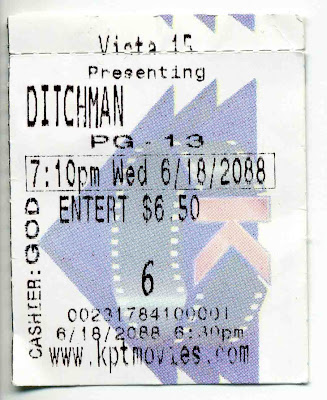 Vista 15
Presenting
DITCHMAN
PG-13
7:10pm Wed 6/18/2088
ENTERT $6.50
6
00231784100001
6/18/2088 6:30pm
www.kptmovies.com
CASHIER: GOD
K